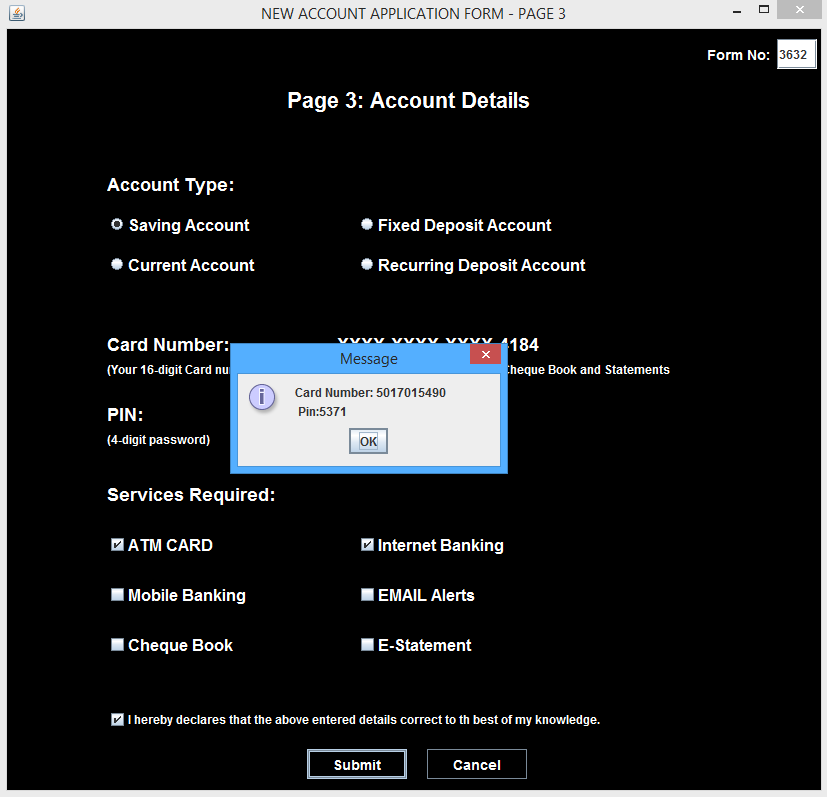 NEW ACCOUNT APPLICATION FORM - PAGE 3
Form No: 3632
Page 3: Account Details
Account Type:
Saving Account Fixed Deposit Account
Current Account Recurring Deposit Account
Card Number: XXXX-XXXX-XXXX-4184
(Your 16-digit Card Cheque Book and Statements
Message
Card Number: 5017015490
Pin:5371
OK
PIN:
(4-digit password)
Services Required:
ATM CARD Internet Banking
Mobile Banking EMAIL Alerts
Cheque Book E-Statement
I hereby declares that the above entered details correct to th best of my knowledge.
Submit Cancel